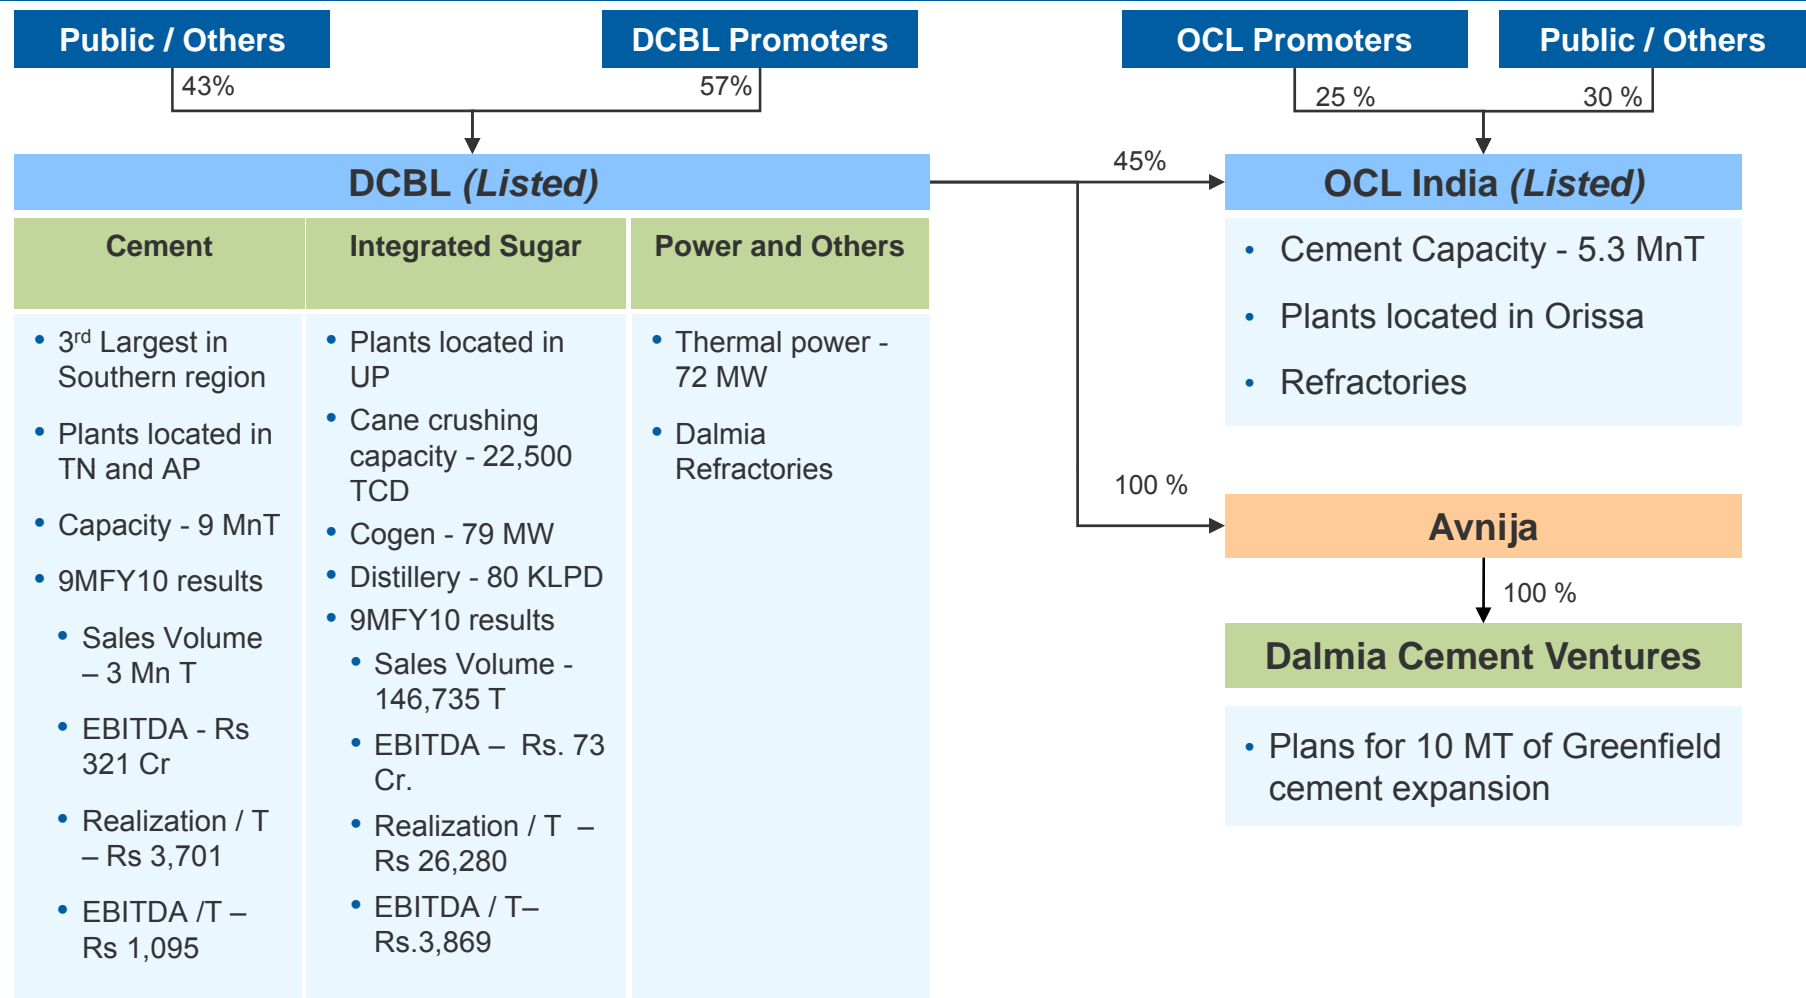 Public / Others
DCBL Promoters
OCL Promoters
Public / Others
43%
57%
25 %
30 %
DCBL (Listed)
45%
OCL India (Listed)
Cement
Integrated Sugar
Power and Others
• 3rd Largest in
Southern region
• Plants located in
TN and AP
• Capacity - 9 MnT
• 9MFY10 results
• Sales Volume
– 3 Mn T
• EBITDA - Rs
321 Cr
• Realization / T
– Rs 3,701
• EBITDA /T –
Rs 1,095
• Plants located in
UP
• Cane crushing
capacity - 22,500
TCD
• Cogen - 79 MW
• Distillery - 80 KLPD
• 9MFY10 results
• Sales Volume -
146,735 T
• EBITDA – Rs. 73
Cr.
• Realization / T –
Rs 26,280
• EBITDA / T–
Rs.3,869
• Thermal power -
72 MW
• Dalmia
Refractories
• Cement Capacity - 5.3 MnT
• Plants located in Orissa
• Refractories
100 %
Avnija
100 %
Dalmia Cement Ventures
• Plans for 10 MT of Greenfield
cement expansion